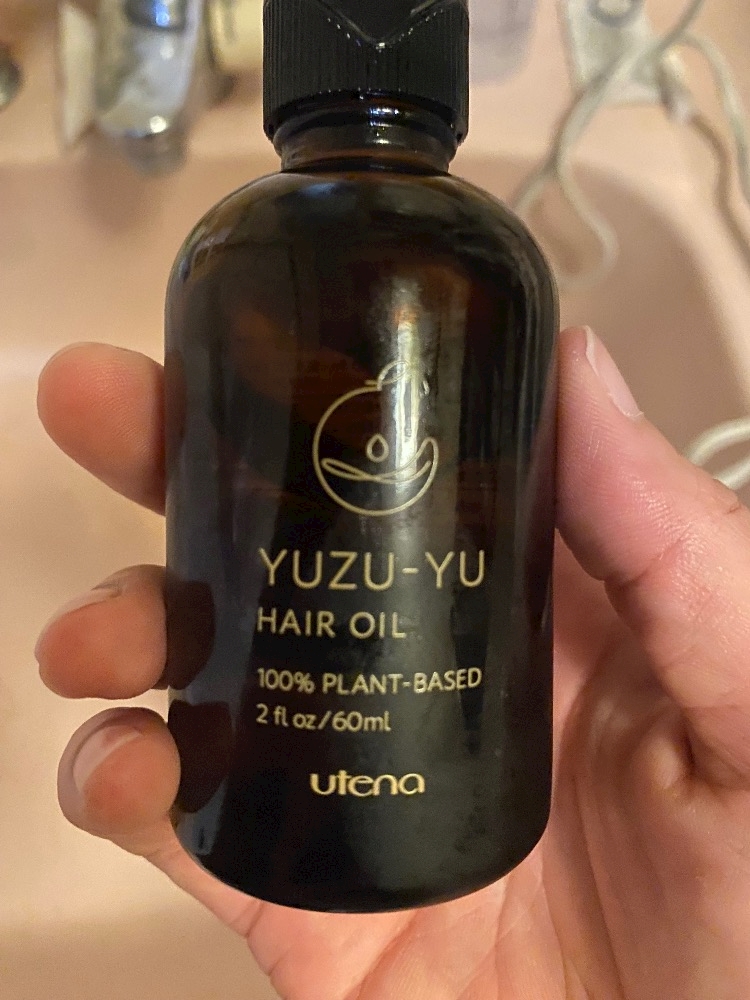 YUZU-YU
HAIR OIL
100% PLANT-BASED
2 fl oz/60ml
utena